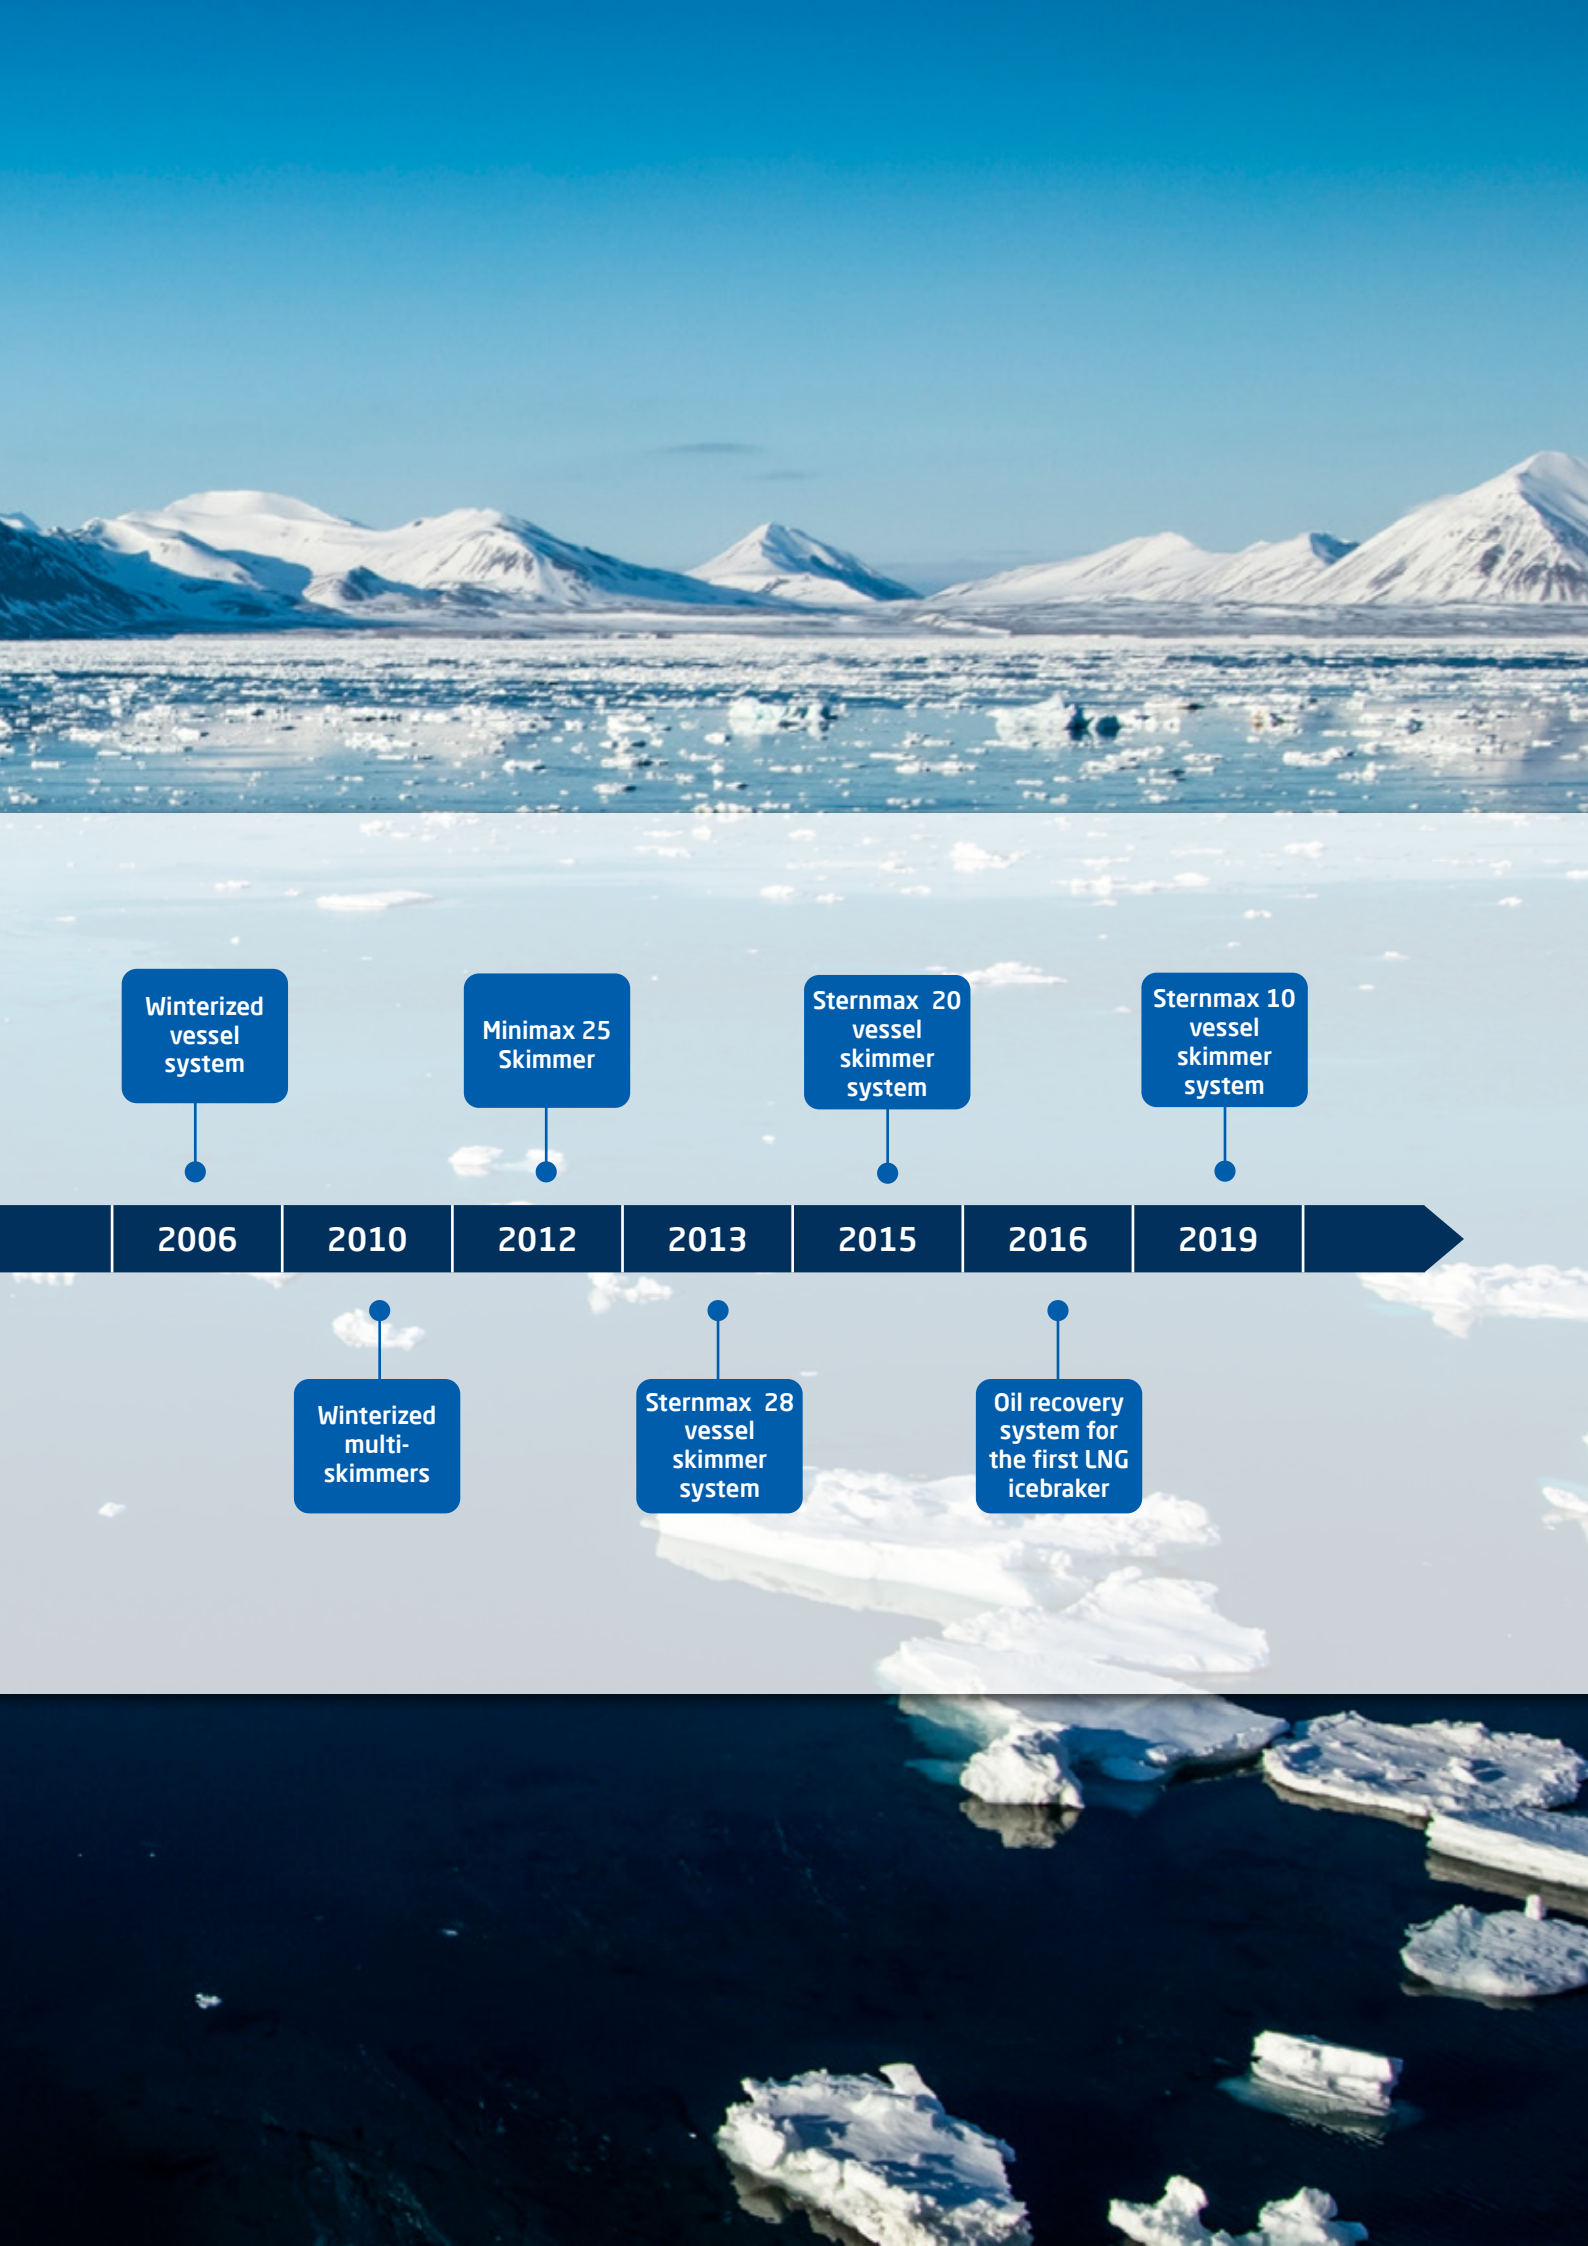 Winterized
vessel
system
Minimax 25
Skimmer
Sternmax  20
vessel
skimmer
system
Sternmax 10
vessel
skimmer
system
2006
2010
2012
2013
2015
2016
2019
Winterized
multi-
skimmers
Sternmax  28
vessel
skimmer
system
Oil recovery
system for
the first LNG
icebraker